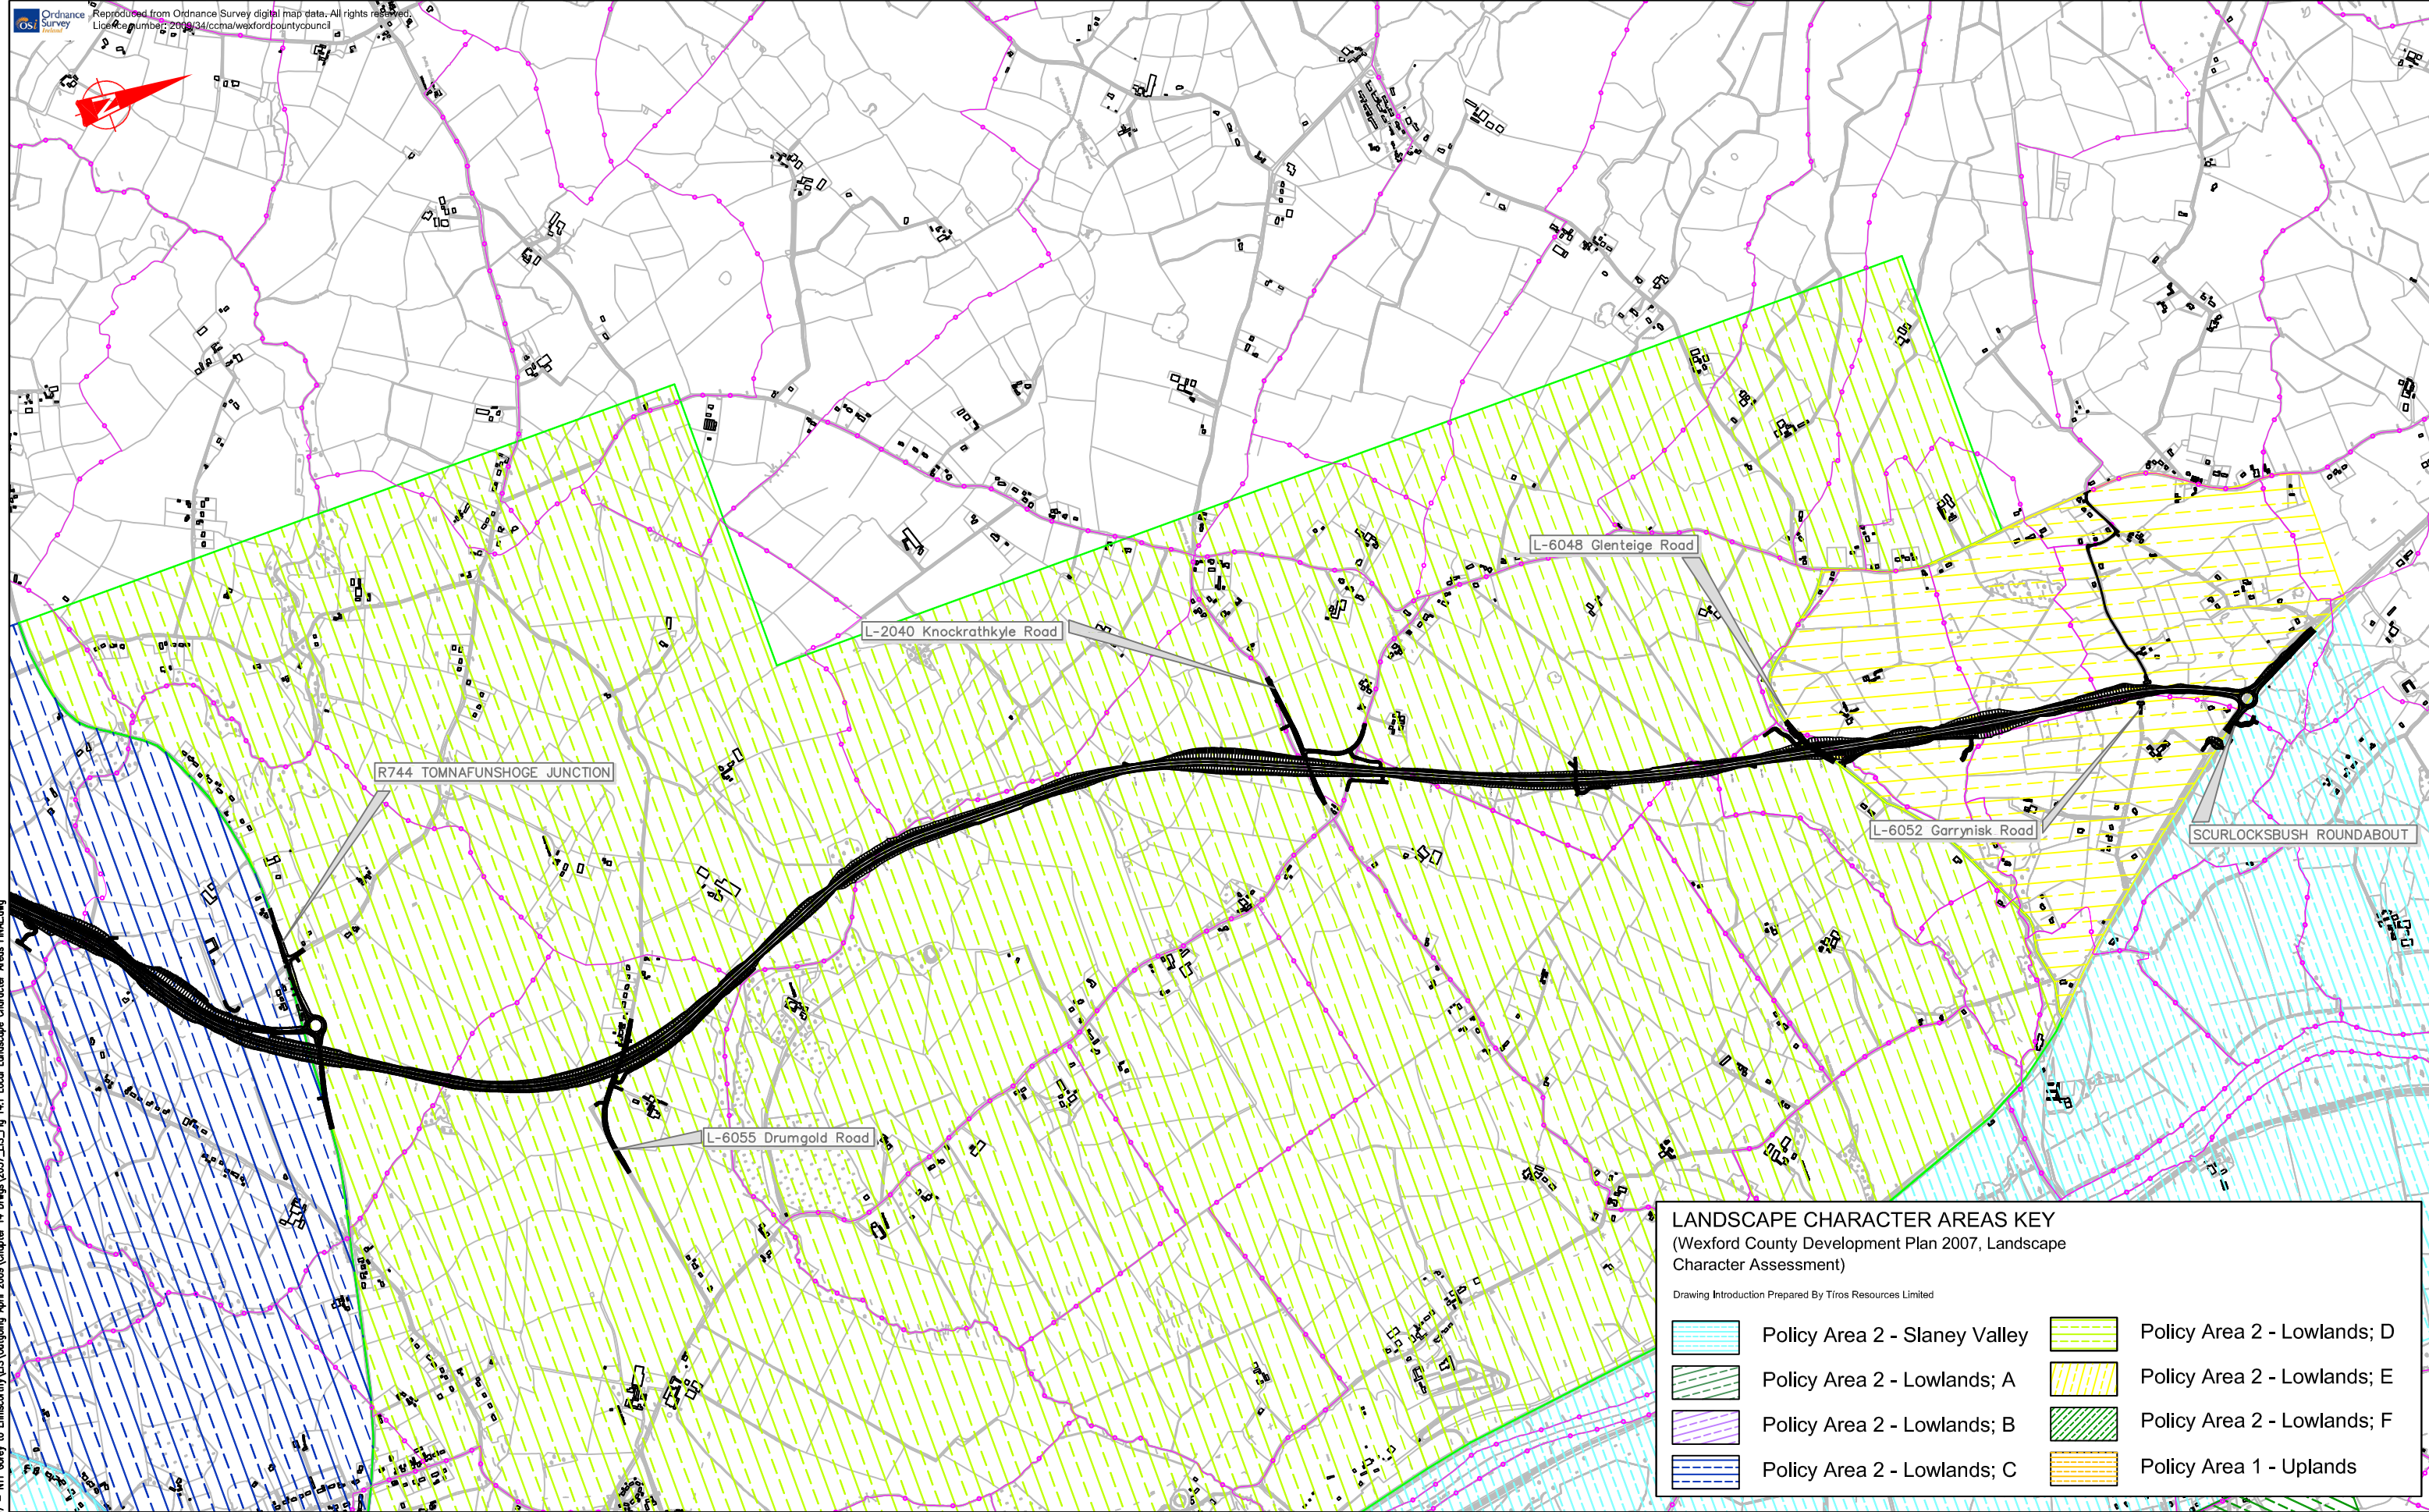 Ordnance
Survey
Ireland
OSi
Reproduced from Ordnance Survey digital map data. All rights reserved.
Licence number: 2009/34/ccma/wexfordcountycouncil
N
L-6048 Glenteige Road
L-2040 Knockrathkyle Road
R744 TOMNAFUNSHOGE JUNCTION
L-6052 Garrynisk Road
SCURLOCKSBUSH ROUNDABOUT
L-6055 Drumgold Road
LANDSCAPE CHARACTER AREAS KEY
(Wexford County Development Plan 2007, Landscape
Character Assessment)
Drawing Introduction Prepared By Tíros Resources Limited
Policy Area 2 - Slaney Valley
Policy Area 2 - Lowlands; A
Policy Area 2 - Lowlands; B
Policy Area 2 - Lowlands; C
Policy Area 2 - Lowlands; D
Policy Area 2 - Lowlands; E
Policy Area 2 - Lowlands; F
Policy Area 1 - Uplands